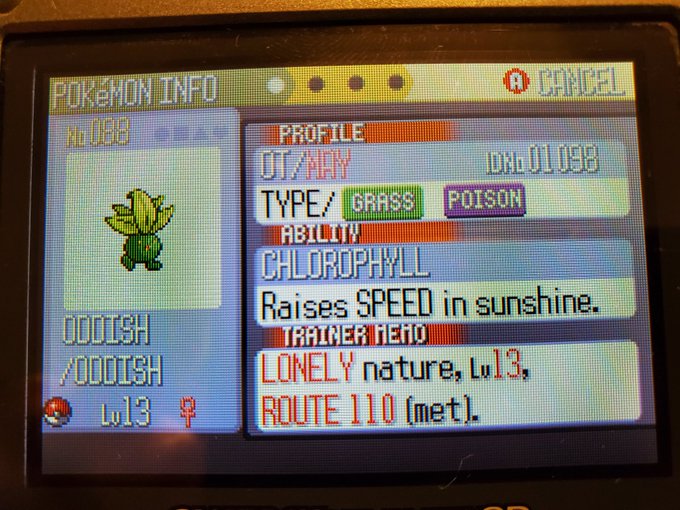 POKéMON INFO
A CANCEL
No088
ODDISH
/ODDISH
Lv13 ♀
PROFILE
OT/MAY IDNo01098
TYPE/ GRASS POISON
ABILITY
CHLOROPHYLL
Raises SPEED in sunshine.
TRAINER MEMO
LONELY nature, Lv13,
ROUTE 110 (met).